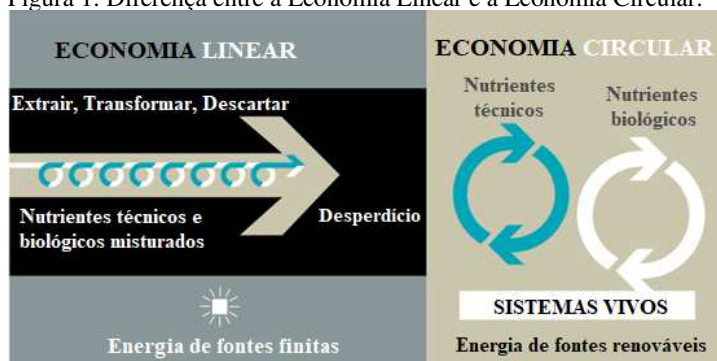 Figura 1: Diferença entre a Economia Linear e a Economia Circular.
ECONOMIA LINEAR
Extrair, Transformar, Descartar
Nutrientes técnicos e
biológicos misturados
Desperdício
Energia de fontes finitas
ECONOMIA CIRCULAR
Nutrientes
técnicos
Nutrientes
biológicos
SISTEMAS VIVOS
Energia de fontes renováveis